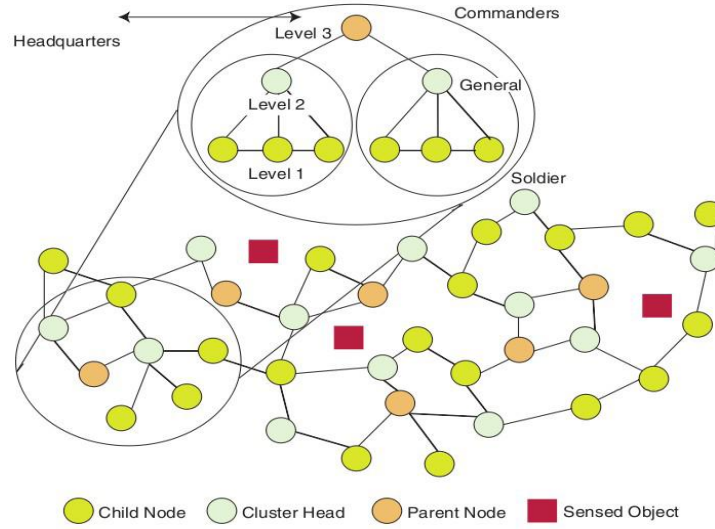 Commanders
Headquarters
Level 3
General
Level 2
Level 1
Soldier
Child Node
Cluster Head
Parent Node
Sensed Object